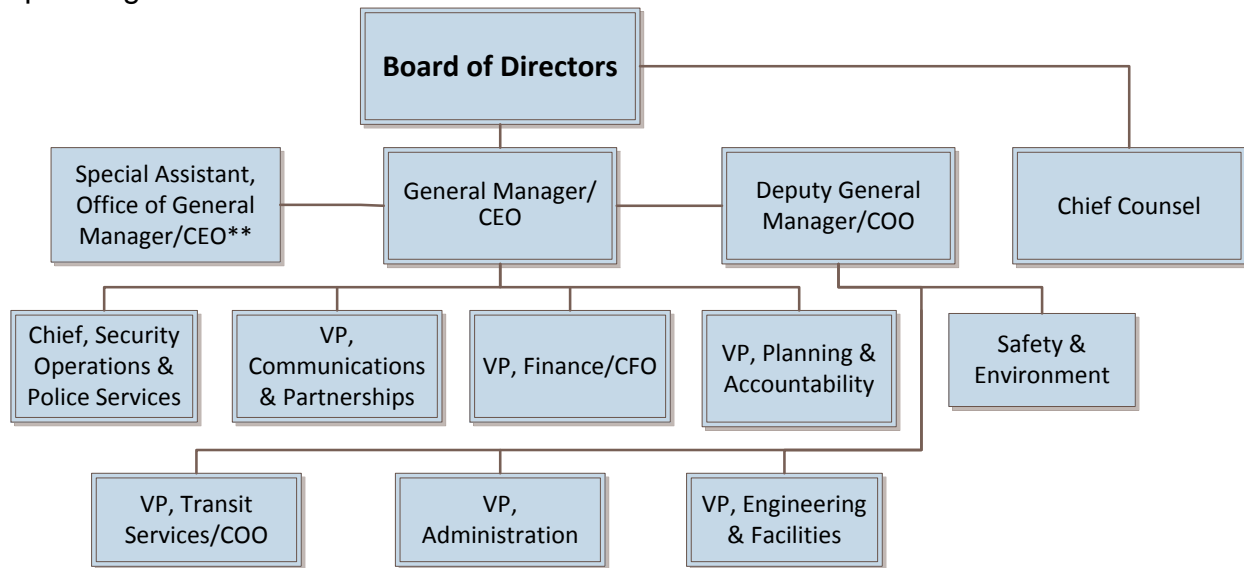 Board of Directors
Special Assistant,
Office of General
Manager/CEO**
General Manager/
CEO
Deputy General
Manager/COO
Chief Counsel
Chief, Security
Operations &
Police Services
VP,
Communications
& Partnerships
VP, Finance/CFO
VP, Planning &
Accountability
Safety &
Environment
VP, Transit
Services/COO
VP,
Administration
VP, Engineering
& Facilities